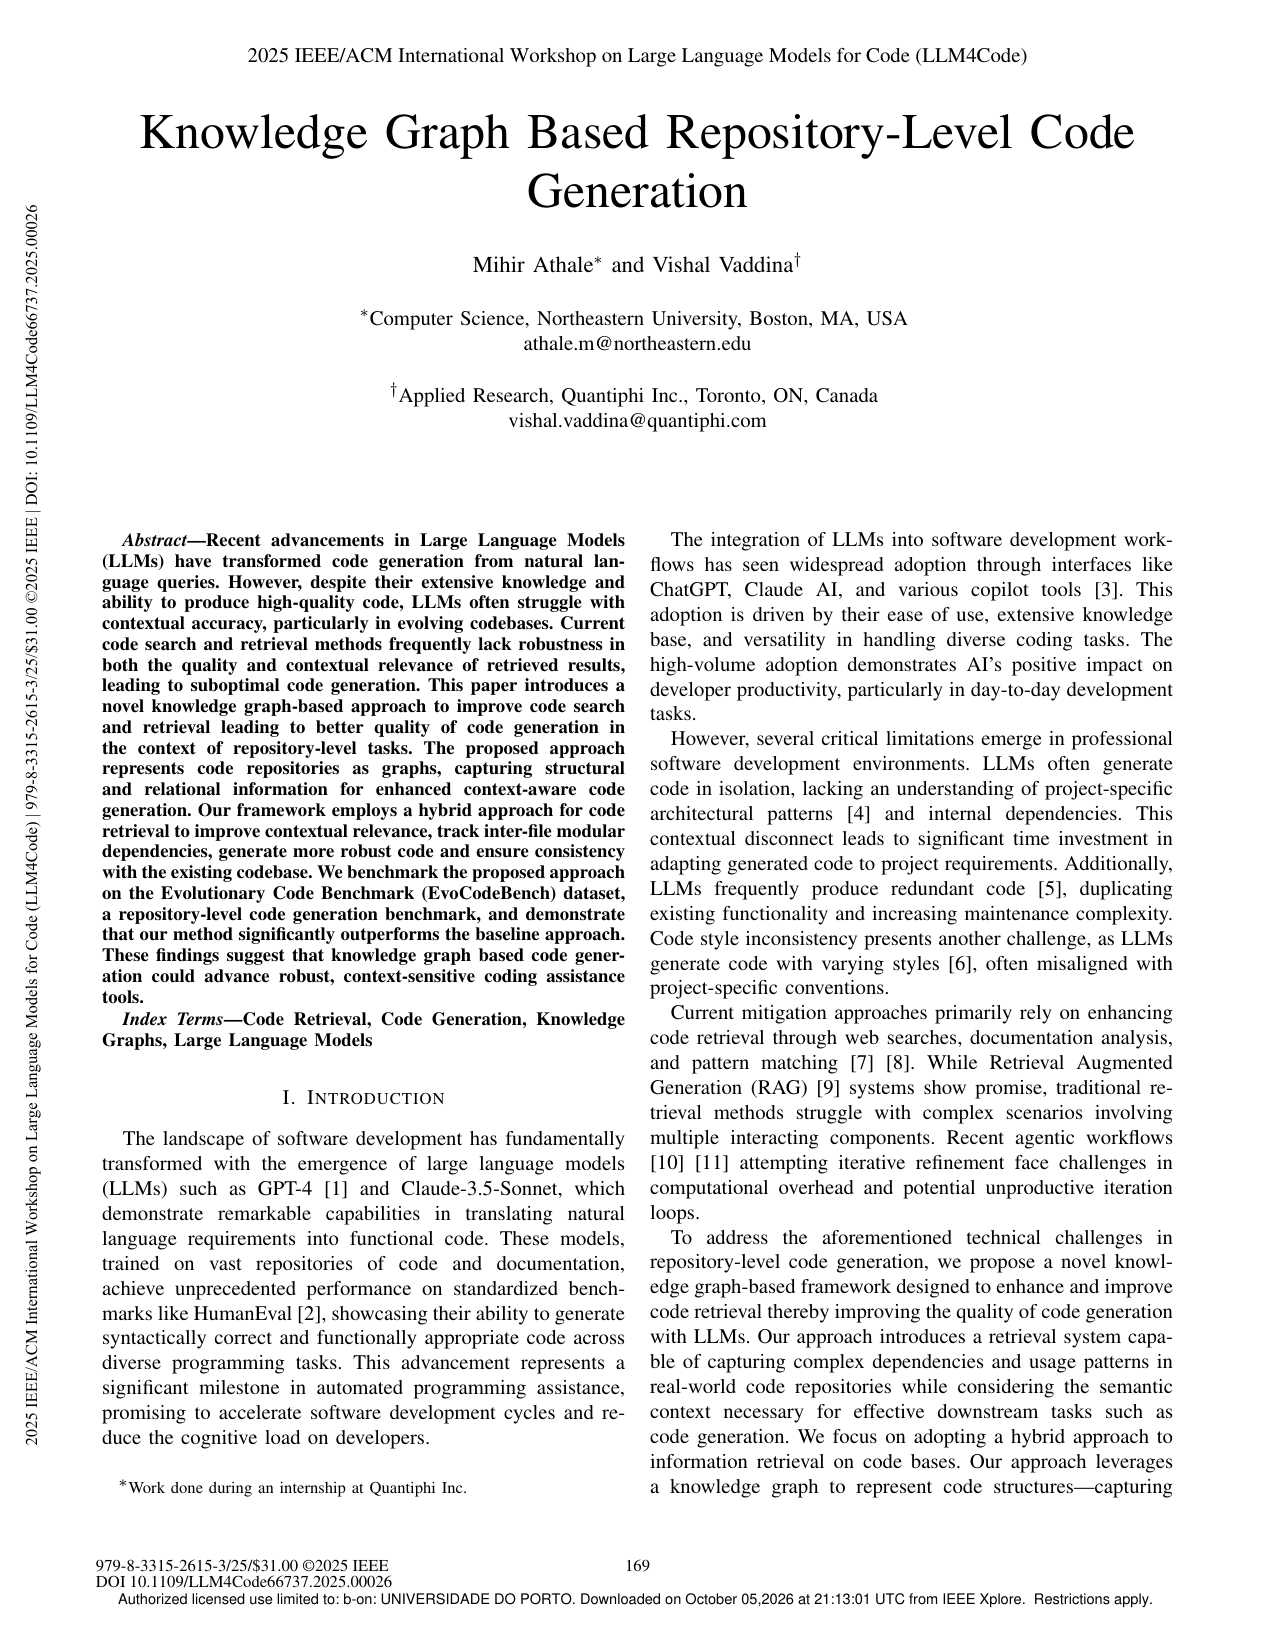 2025 IEEE/ACM International Workshop on Large Language Models for Code (LLM4Code)
Knowledge Graph Based Repository-Level Code
Generation
Mihir Athale* and Vishal Vaddina†
*Computer Science, Northeastern University, Boston, MA, USA
athale.m@northeastern.edu
†Applied Research, Quantiphi Inc., Toronto, ON, Canada
vishal.vaddina@quantiphi.com
2025 IEEE/ACM International Workshop on Large Language Models for Code (LLM4Code) | 979-8-3315-2615-3/25/$31.00 ©2025 IEEE | DOI: 10.1109/LLM4Code66737.2025.00026
Abstract—Recent advancements in Large Language Models
(LLMs) have transformed code generation from natural lan-
guage queries. However, despite their extensive knowledge and
ability to produce high-quality code, LLMs often struggle with
contextual accuracy, particularly in evolving codebases. Current
code search and retrieval methods frequently lack robustness in
both the quality and contextual relevance of retrieved results,
leading to suboptimal code generation. This paper introduces a
novel knowledge graph-based approach to improve code search
and retrieval leading to better quality of code generation in
the context of repository-level tasks. The proposed approach
represents code repositories as graphs, capturing structural
and relational information for enhanced context-aware code
generation. Our framework employs a hybrid approach for code
retrieval to improve contextual relevance, track inter-file modular
dependencies, generate more robust code and ensure consistency
with the existing codebase. We benchmark the proposed approach
on the Evolutionary Code Benchmark (EvoCodeBench) dataset,
a repository-level code generation benchmark, and demonstrate
that our method significantly outperforms the baseline approach.
These findings suggest that knowledge graph based code gener-
ation could advance robust, context-sensitive coding assistance
tools.
Index Terms—Code Retrieval, Code Generation, Knowledge
Graphs, Large Language Models
I. INTRODUCTION
The landscape of software development has fundamentally
transformed with the emergence of large language models
(LLMs) such as GPT-4 [1] and Claude-3.5-Sonnet, which
demonstrate remarkable capabilities in translating natural
language requirements into functional code. These models,
trained on vast repositories of code and documentation,
achieve unprecedented performance on standardized bench-
marks like HumanEval [2], showcasing their ability to generate
syntactically correct and functionally appropriate code across
diverse programming tasks. This advancement represents a
significant milestone in automated programming assistance,
promising to accelerate software development cycles and re-
duce the cognitive load on developers.
*Work done during an internship at Quantiphi Inc.
The integration of LLMs into software development work-
flows has seen widespread adoption through interfaces like
ChatGPT, Claude AI, and various copilot tools [3]. This
adoption is driven by their ease of use, extensive knowledge
base, and versatility in handling diverse coding tasks. The
high-volume adoption demonstrates AI's positive impact on
developer productivity, particularly in day-to-day development
tasks.
However, several critical limitations emerge in professional
software development environments. LLMs often generate
code in isolation, lacking an understanding of project-specific
architectural patterns [4] and internal dependencies. This
contextual disconnect leads to significant time investment in
adapting generated code to project requirements. Additionally,
LLMs frequently produce redundant code [5], duplicating
existing functionality and increasing maintenance complexity.
Code style inconsistency presents another challenge, as LLMs
generate code with varying styles [6], often misaligned with
project-specific conventions.
Current mitigation approaches primarily rely on enhancing
code retrieval through web searches, documentation analysis,
and pattern matching [7] [8]. While Retrieval Augmented
Generation (RAG) [9] systems show promise, traditional re-
trieval methods struggle with complex scenarios involving
multiple interacting components. Recent agentic workflows
[10] [11] attempting iterative refinement face challenges in
computational overhead and potential unproductive iteration
loops.
To address the aforementioned technical challenges in
repository-level code generation, we propose a novel knowl-
edge graph-based framework designed to enhance and improve
code retrieval thereby improving the quality of code generation
with LLMs. Our approach introduces a retrieval system capa-
ble of capturing complex dependencies and usage patterns in
real-world code repositories while considering the semantic
context necessary for effective downstream tasks such as
code generation. We focus on adopting a hybrid approach to
information retrieval on code bases. Our approach leverages
a knowledge graph to represent code structures—capturing
979-8-3315-2615-3/25/$31.00 ©2025 IEEE
DOI 10.1109/LLM4Code66737.2025.00026
169
Authorized licensed use limited to: b-on: UNIVERSIDADE DO PORTO. Downloaded on October 05,2026 at 21:13:01 UTC from IEEE Xplore. Restrictions apply.